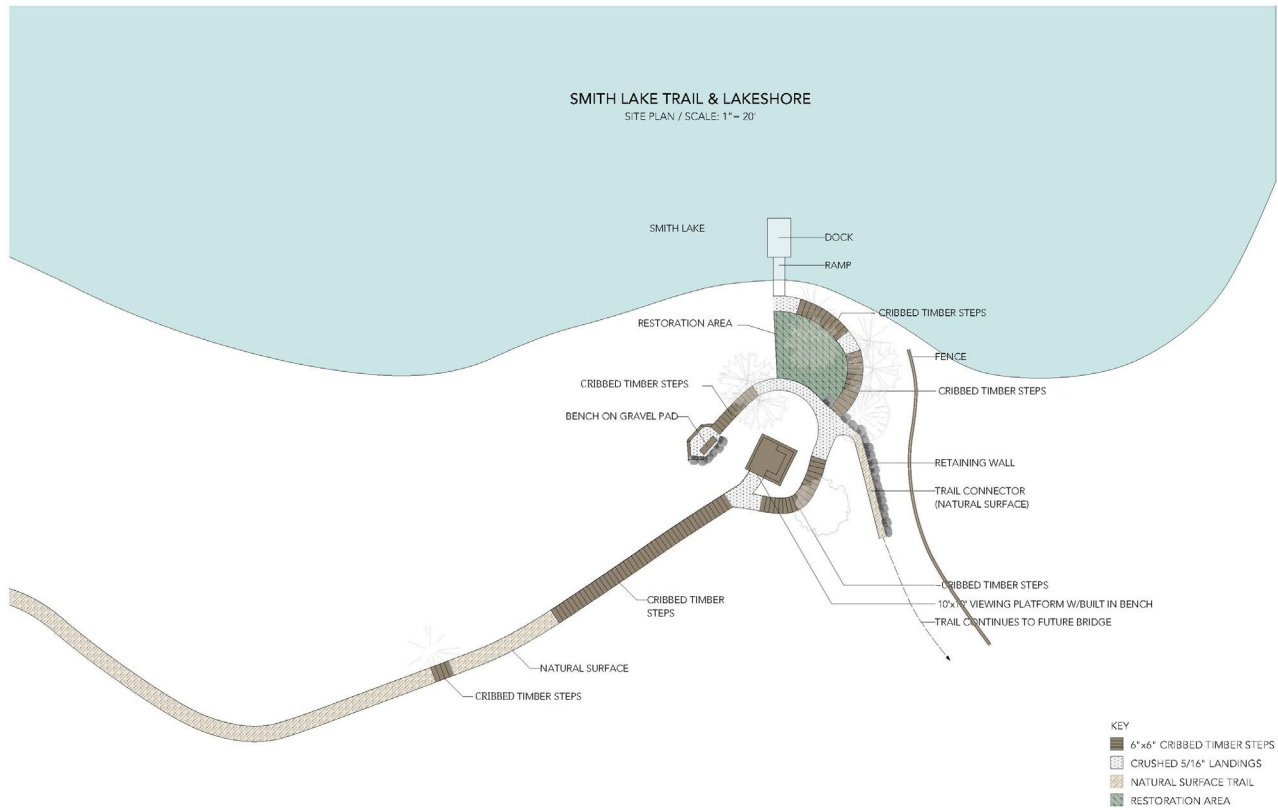 SMITH LAKE TRAIL & LAKESHORE
SITE PLAN / SCALE: 1"= 20'
SMITH LAKE
DOCK
RAMP
CRIBBED TIMBER STEPS
RESTORATION AREA
FENCE
CRIBBED TIMBER STEPS
CRIBBED TIMBER STEPS
BENCH ON GRAVEL PAD
RETAINING WALL
TRAIL CONNECTOR
(NATURAL SURFACE)
CRIBBED TIMBER STEPS
CRIBBED TIMBER
STEPS
10'x10' VIEWING PLATFORM W/BUILT IN BENCH
TRAIL CONTINUES TO FUTURE BRIDGE
NATURAL SURFACE
CRIBBED TIMBER STEPS
KEY
6"x6" CRIBBED TIMBER STEPS
CRUSHED 5/16" LANDINGS
NATURAL SURFACE TRAIL
RESTORATION AREA